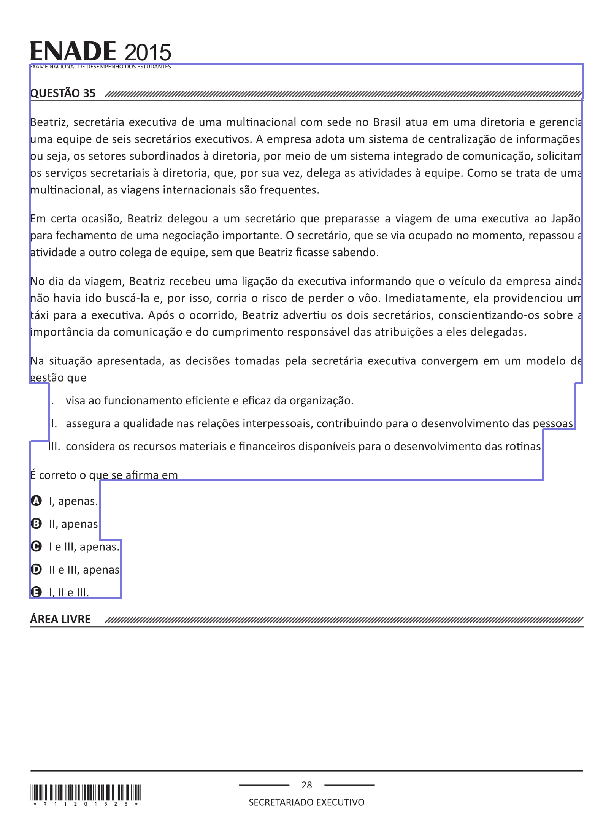 ENADE 2015
EXAME NACIONAL DE DESEMPENHO DOS ESTUDANTES
QUESTÃO 35
Beatriz, secretária executiva de uma multinacional com sede no Brasil atua em uma diretoria e gerencia
uma equipe de seis secretários executivos. A empresa adota um sistema de centralização de informações,
ou seja, os setores subordinados à diretoria, por meio de um sistema integrado de comunicação, solicitam
os serviços secretariais à diretoria, que, por sua vez, delega as atividades à equipe. Como se trata de uma
multinacional, as viagens internacionais são frequentes.
Em certa ocasião, Beatriz delegou a um secretário que preparasse a viagem de uma executiva ao Japão,
para fechamento de uma negociação importante. O secretário, que se via ocupado no momento, repassou a
atividade a outro colega de equipe, sem que Beatriz ficasse sabendo.
No dia da viagem, Beatriz recebeu uma ligação da executiva informando que o veículo da empresa ainda
não havia ido buscá-la e, por isso, corria o risco de perder o vôo. Imediatamente, ela providenciou um
táxi para a executiva. Após o ocorrido, Beatriz advertiu os dois secretários, conscientizando-os sobre a
importância da comunicação e do cumprimento responsável das atribuições a eles delegadas.
Na situação apresentada, as decisões tomadas pela secretária executiva convergem em um modelo de
gestão que
I. visa ao funcionamento eficiente e eficaz da organização.
II. assegura a qualidade nas relações interpessoais, contribuindo para o desenvolvimento das pessoas.
III. considera os recursos materiais e financeiros disponíveis para o desenvolvimento das rotinas.
É correto o que se afirma em
A I, apenas.
B II, apenas.
C I e III, apenas.
D II e III, apenas.
E I, II e III.
ÁREA LIVRE
28
SECRETARIADO EXECUTIVO